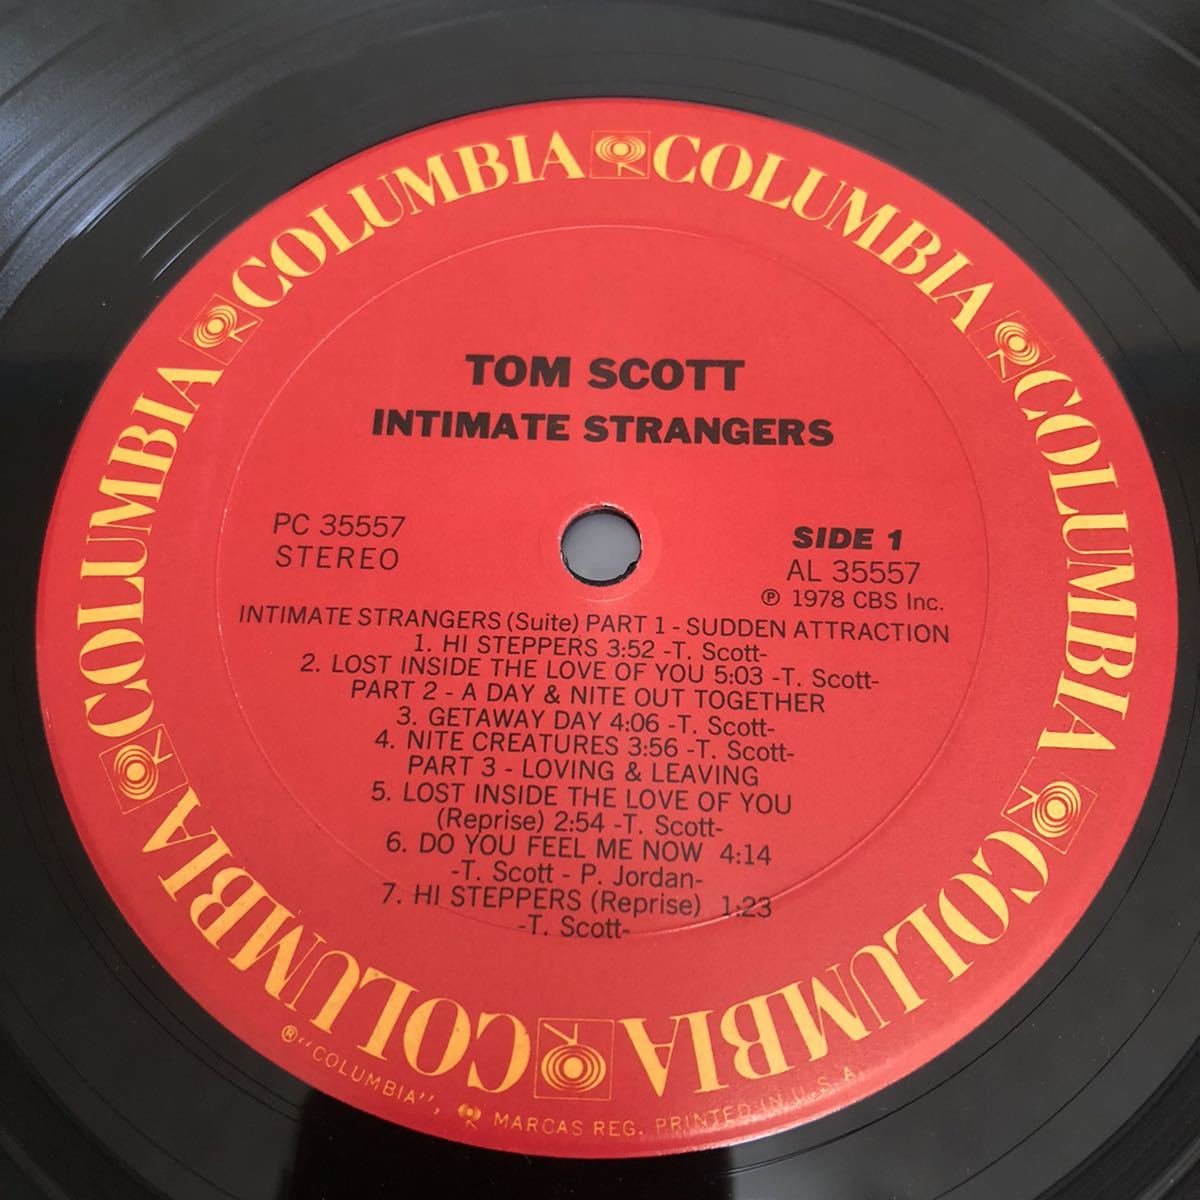 COLUMBIA COLUMBIA COLUMBIA COLUMBIA COLUMBIA COLUMBIA COLUMBIA
TOM SCOTT
INTIMATE STRANGERS
PC 35557
STEREO
SIDE 1
AL 35557
℗ 1978 CBS Inc.
INTIMATE STRANGERS (Suite) PART 1 - SUDDEN ATTRACTION
1. HI STEPPERS 3:52 -T. Scott-
2. LOST INSIDE THE LOVE OF YOU 5:03 -T. Scott-
PART 2 - A DAY & NITE OUT TOGETHER
3. GETAWAY DAY 4:06 -T. Scott-
4. NITE CREATURES 3:56 -T. Scott-
PART 3 - LOVING & LEAVING
5. LOST INSIDE THE LOVE OF YOU
(Reprise) 2:54 -T. Scott-
6. DO YOU FEEL ME NOW 4:14
-T. Scott - P. Jordan-
7. HI STEPPERS (Reprise) 1:23
-T. Scott-
® "COLUMBIA", MARCAS REG. PRINTED IN U.S.A.